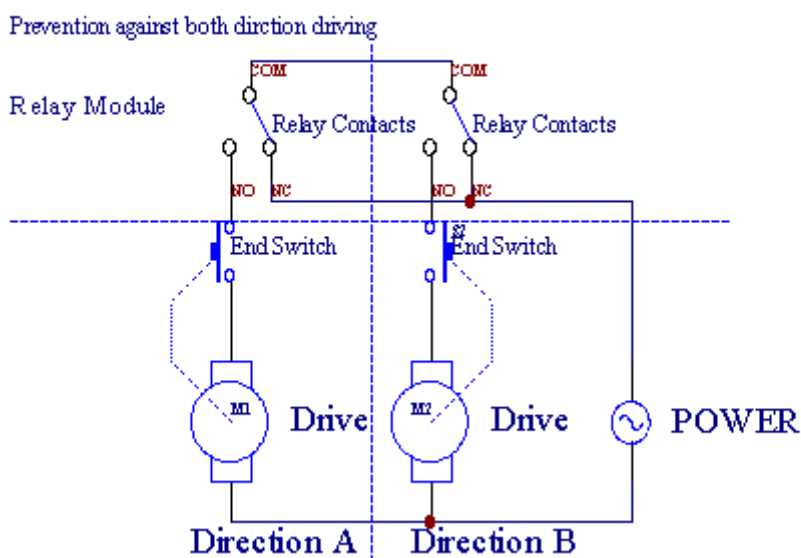 Prevention against both dirction driving
COM COM
Relay Module
Relay Contacts Relay Contacts
NO NC NO NC
S2
End Switch End Switch
M1 Drive M2 Drive POWER
Direction A Direction B